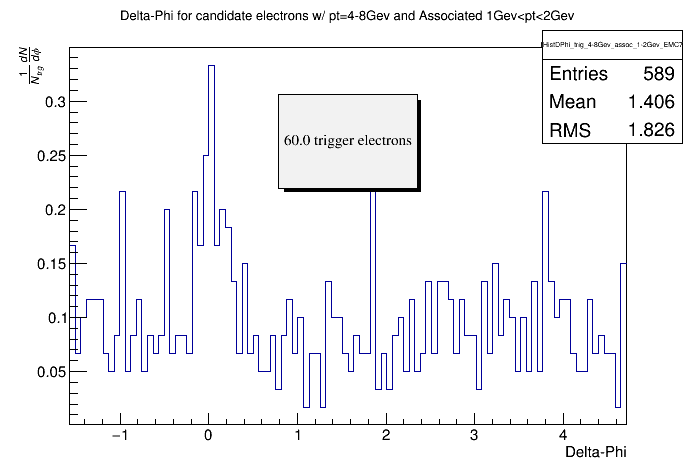 Delta-Phi for candidate electrons w/ pt=4-8Gev and Associated 1Gev<pt<2Gev
HistDPhi_trig_4-8Gev_assoc_1-2Gev_EMC7
Entries 589
Mean 1.406
RMS 1.826
1 dN
N_trig dϕ
60.0 trigger electrons
0.3
0.25
0.2
0.15
0.1
0.05
−1 0 1 2 3 4
Delta-Phi